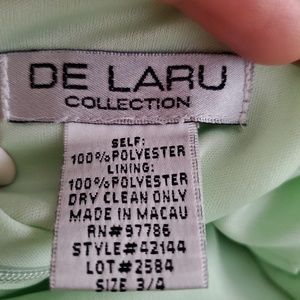 DE LARU
COLLECTION
SELF:
100%POLYESTER
LINING:
100%POLYESTER
DRY CLEAN ONLY
MADE IN MACAU
RN#97786
STYLE#42144
LOT#2584
SIZE 3/4